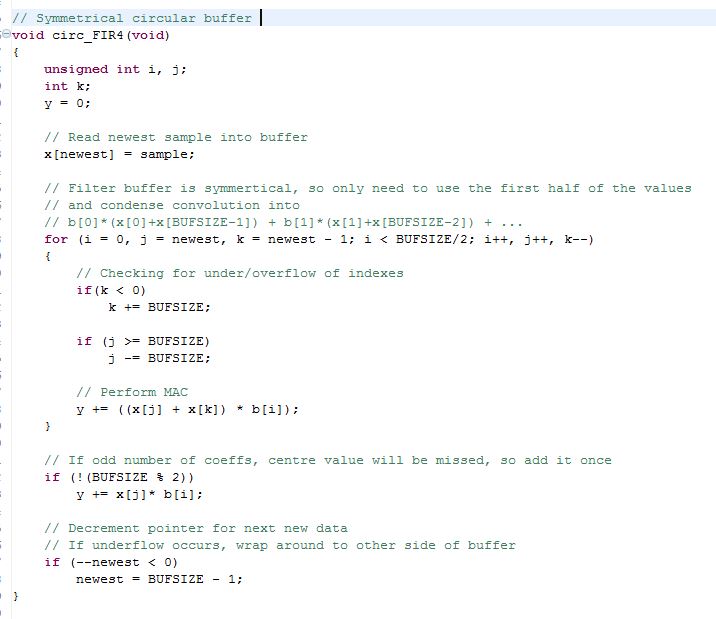 // Symmetrical circular buffer
void circ_FIR4(void)
{
    unsigned int i, j;
    int k;
    y = 0;

    // Read newest sample into buffer
    x[newest] = sample;

    // Filter buffer is symmertical, so only need to use the first half of the values
    // and condense convolution into
    // b[0]*(x[0]+x[BUFSIZE-1]) + b[1]*(x[1]+x[BUFSIZE-2]) + ...
    for (i = 0, j = newest, k = newest - 1; i < BUFSIZE/2; i++, j++, k--)
    {
        // Checking for under/overflow of indexes
        if(k < 0)
            k += BUFSIZE;

        if (j >= BUFSIZE)
            j -= BUFSIZE;

        // Perform MAC
        y += ((x[j] + x[k]) * b[i]);
    }

    // If odd number of coeffs, centre value will be missed, so add it once
    if (!(BUFSIZE % 2))
        y += x[j]* b[i];

    // Decrement pointer for next new data
    // If underflow occurs, wrap around to other side of buffer
    if (--newest < 0)
        newest = BUFSIZE - 1;
}